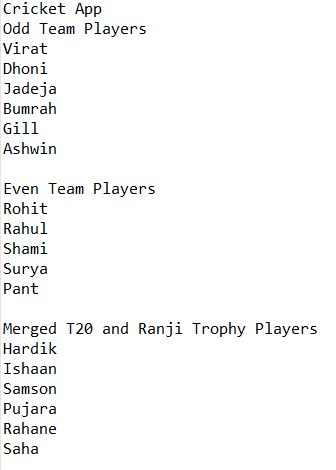 Cricket App
Odd Team Players
Virat
Dhoni
Jadeja
Bumrah
Gill
Ashwin

Even Team Players
Rohit
Rahul
Shami
Surya
Pant

Merged T20 and Ranji Trophy Players
Hardik
Ishaan
Samson
Pujara
Rahane
Saha